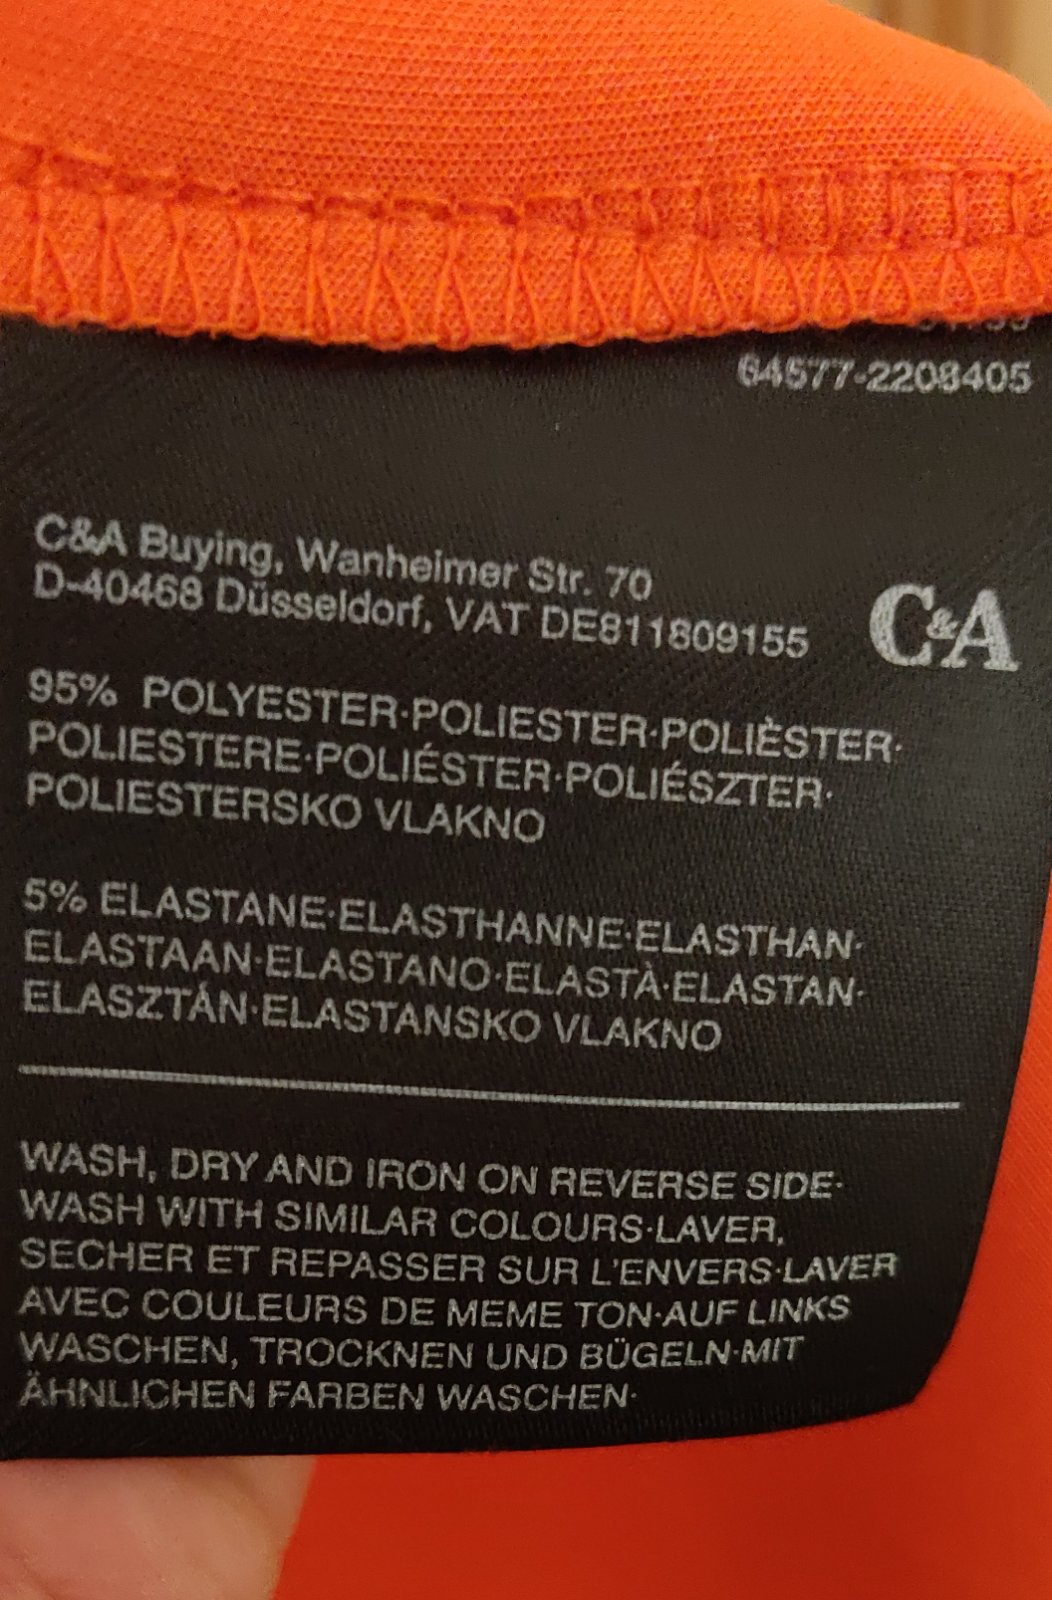 64577-2208405
C&A Buying, Wanheimer Str. 70
D-40468 Düsseldorf, VAT DE811809155
C&A
95% POLYESTER·POLIESTER·POLIÈSTER·
POLIESTERE·POLIÉSTER·POLIÉSZTER·
POLIESTERSKO VLAKNO
5% ELASTANE·ELASTHANNE·ELASTHAN·
ELASTAAN·ELASTANO·ELASTÀ·ELASTAN·
ELASZTÁN·ELASTANSKO VLAKNO
WASH, DRY AND IRON ON REVERSE SIDE·
WASH WITH SIMILAR COLOURS·LAVER,
SECHER ET REPASSER SUR L'ENVERS·LAVER
AVEC COULEURS DE MEME TON·AUF LINKS
WASCHEN, TROCKNEN UND BÜGELN·MIT
ÄHNLICHEN FARBEN WASCHEN·